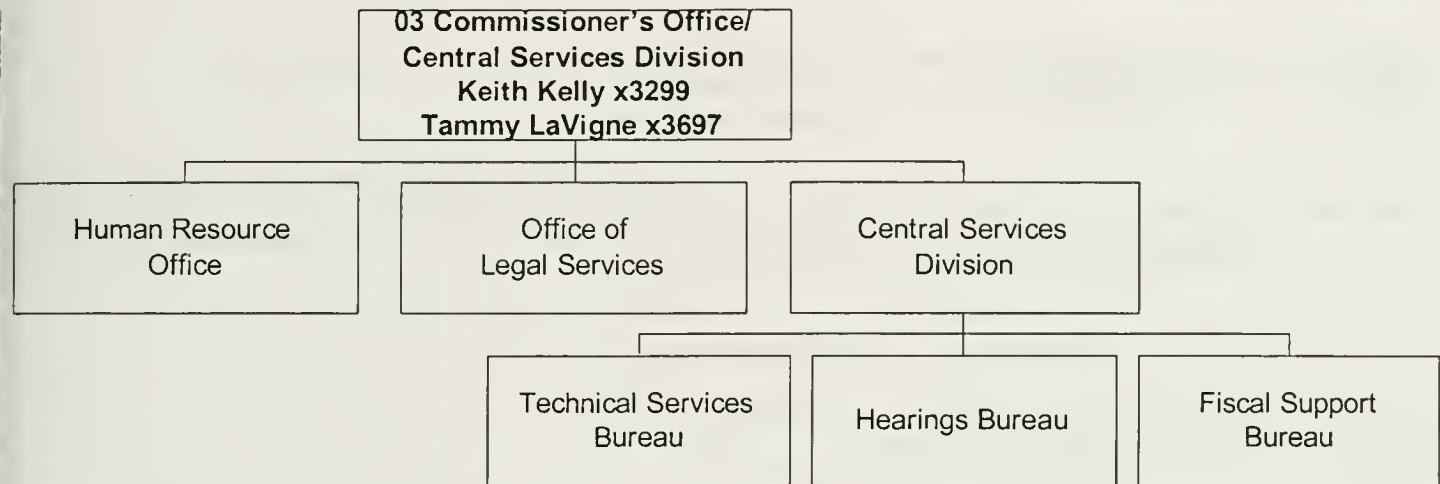 03 Commissioner's Office/
Central Services Division
Keith Kelly x3299
Tammy LaVigne x3697
Human Resource
Office
Office of
Legal Services
Central Services
Division
Technical Services
Bureau
Hearings Bureau
Fiscal Support
Bureau